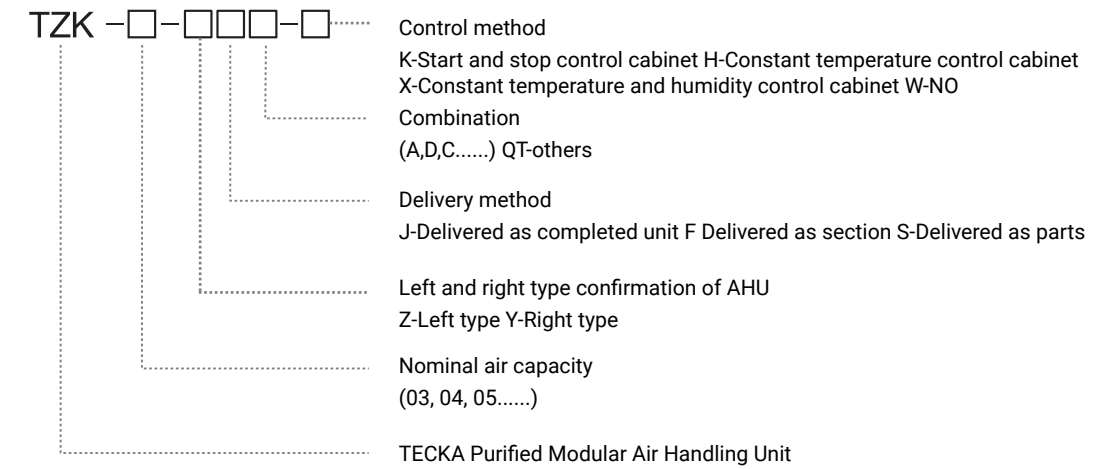 TZK -□-□□□-□
Control method
K-Start and stop control cabinet H-Constant temperature control cabinet
X-Constant temperature and humidity control cabinet W-NO
Combination
(A,D,C......) QT-others
Delivery method
J-Delivered as completed unit F Delivered as section S-Delivered as parts
Left and right type confirmation of AHU
Z-Left type Y-Right type
Nominal air capacity
(03, 04, 05......)
TECKA Purified Modular Air Handling Unit